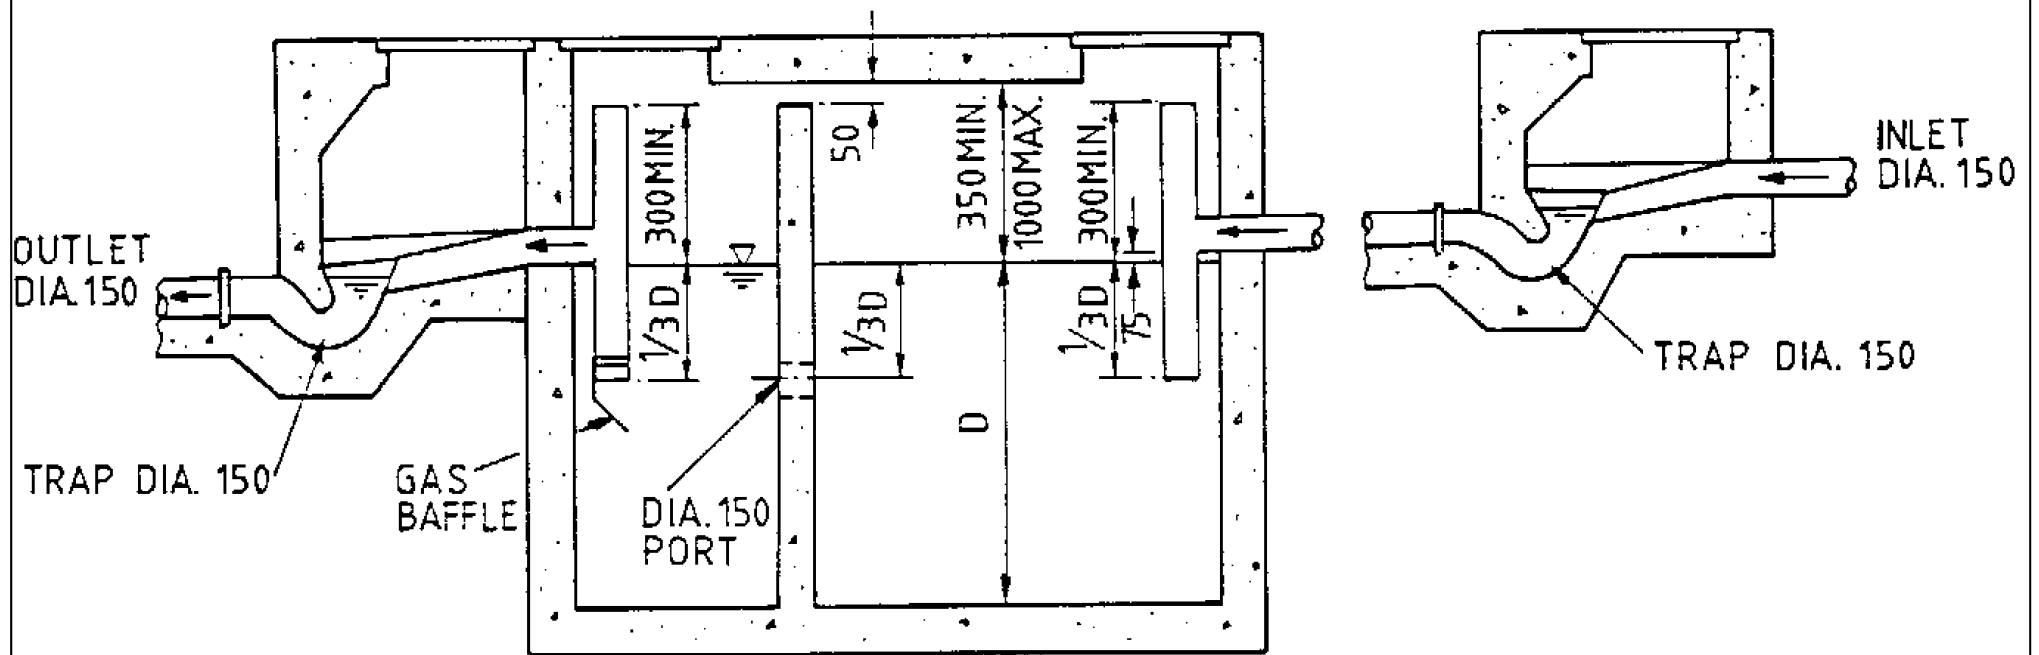 OUTLET
DIA.150
TRAP DIA. 150
GAS
BAFFLE
300MIN.
1/3D
DIA.150
PORT
50
1/3D
350MIN.
1000MAX.
D
300MIN.
1/3D
75
INLET
DIA. 150
TRAP DIA. 150